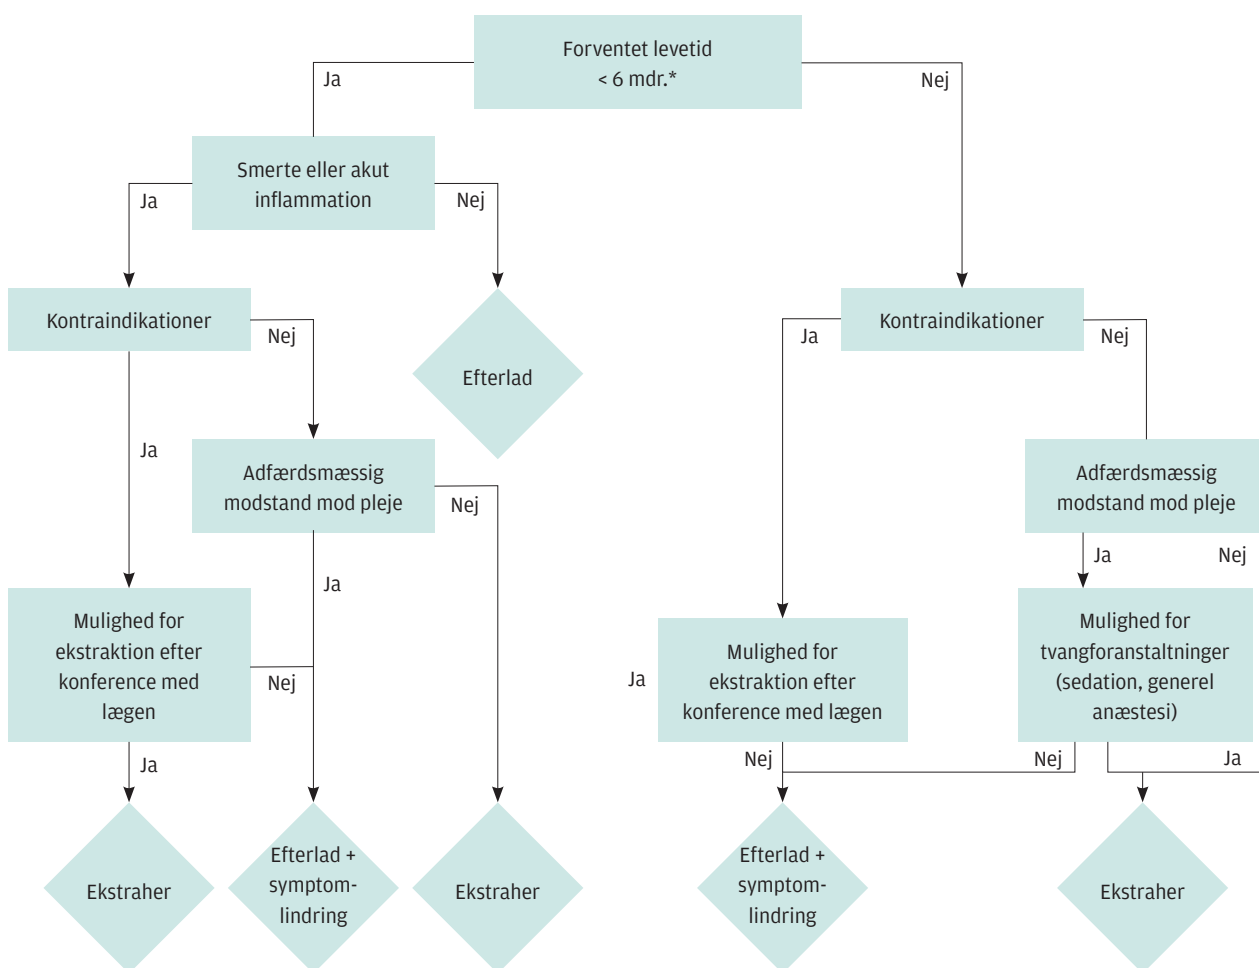 Forventet levetid
< 6 mdr.*
Ja
Nej
Smerte eller akut
inflammation
Ja
Nej
Kontraindikationer
Nej
Efterlad
Ja
Kontraindikationer
Nej
Ja
Adfærdsmæssig
modstand mod pleje
Nej
Ja
Adfærdsmæssig
modstand mod pleje
Ja
Nej
Mulighed for
ekstraktion efter
konference med
lægen
Nej
Ja
Ja
Mulighed for
ekstraktion efter
konference med lægen
Nej
Mulighed for
tvangforanstaltninger
(sedation, generel
anæstesi)
Nej
Ja
Ekstraher
Efterlad +
symptom-
lindring
Ekstraher
Efterlad +
symptom-
lindring
Ekstraher